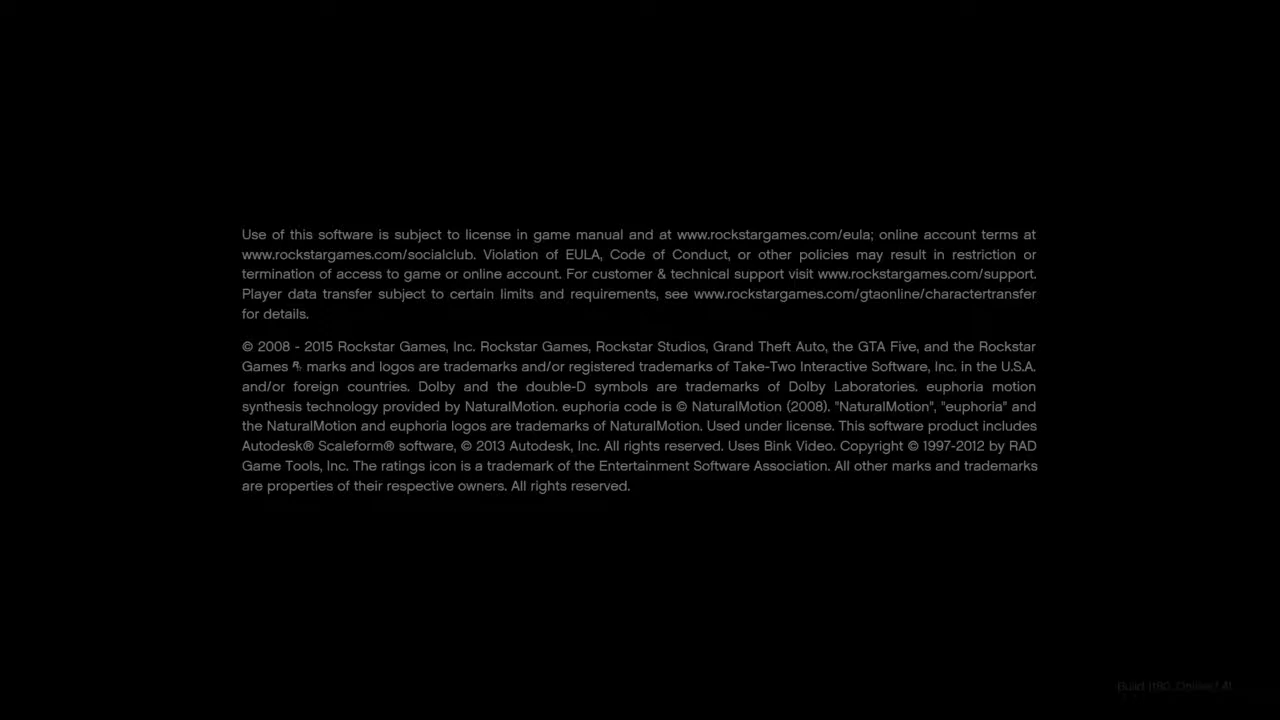 Use of this software is subject to license in game manual and at www.rockstargames.com/eula; online account terms at
www.rockstargames.com/socialclub. Violation of EULA, Code of Conduct, or other policies may result in restriction or
termination of access to game or online account. For customer & technical support visit www.rockstargames.com/support.
Player data transfer subject to certain limits and requirements, see www.rockstargames.com/gtaonline/charactertransfer
for details.
© 2008 - 2015 Rockstar Games, Inc. Rockstar Games, Rockstar Studios, Grand Theft Auto, the GTA Five, and the Rockstar
Games R* marks and logos are trademarks and/or registered trademarks of Take-Two Interactive Software, Inc. in the U.S.A.
and/or foreign countries. Dolby and the double-D symbols are trademarks of Dolby Laboratories. euphoria motion
synthesis technology provided by NaturalMotion. euphoria code is © NaturalMotion (2008). "NaturalMotion", "euphoria" and
the NaturalMotion and euphoria logos are trademarks of NaturalMotion. Used under license. This software product includes
Autodesk® Scaleform® software, © 2013 Autodesk, Inc. All rights reserved. Uses Bink Video. Copyright © 1997-2012 by RAD
Game Tools, Inc. The ratings icon is a trademark of the Entertainment Software Association. All other marks and trademarks
are properties of their respective owners. All rights reserved.
Build